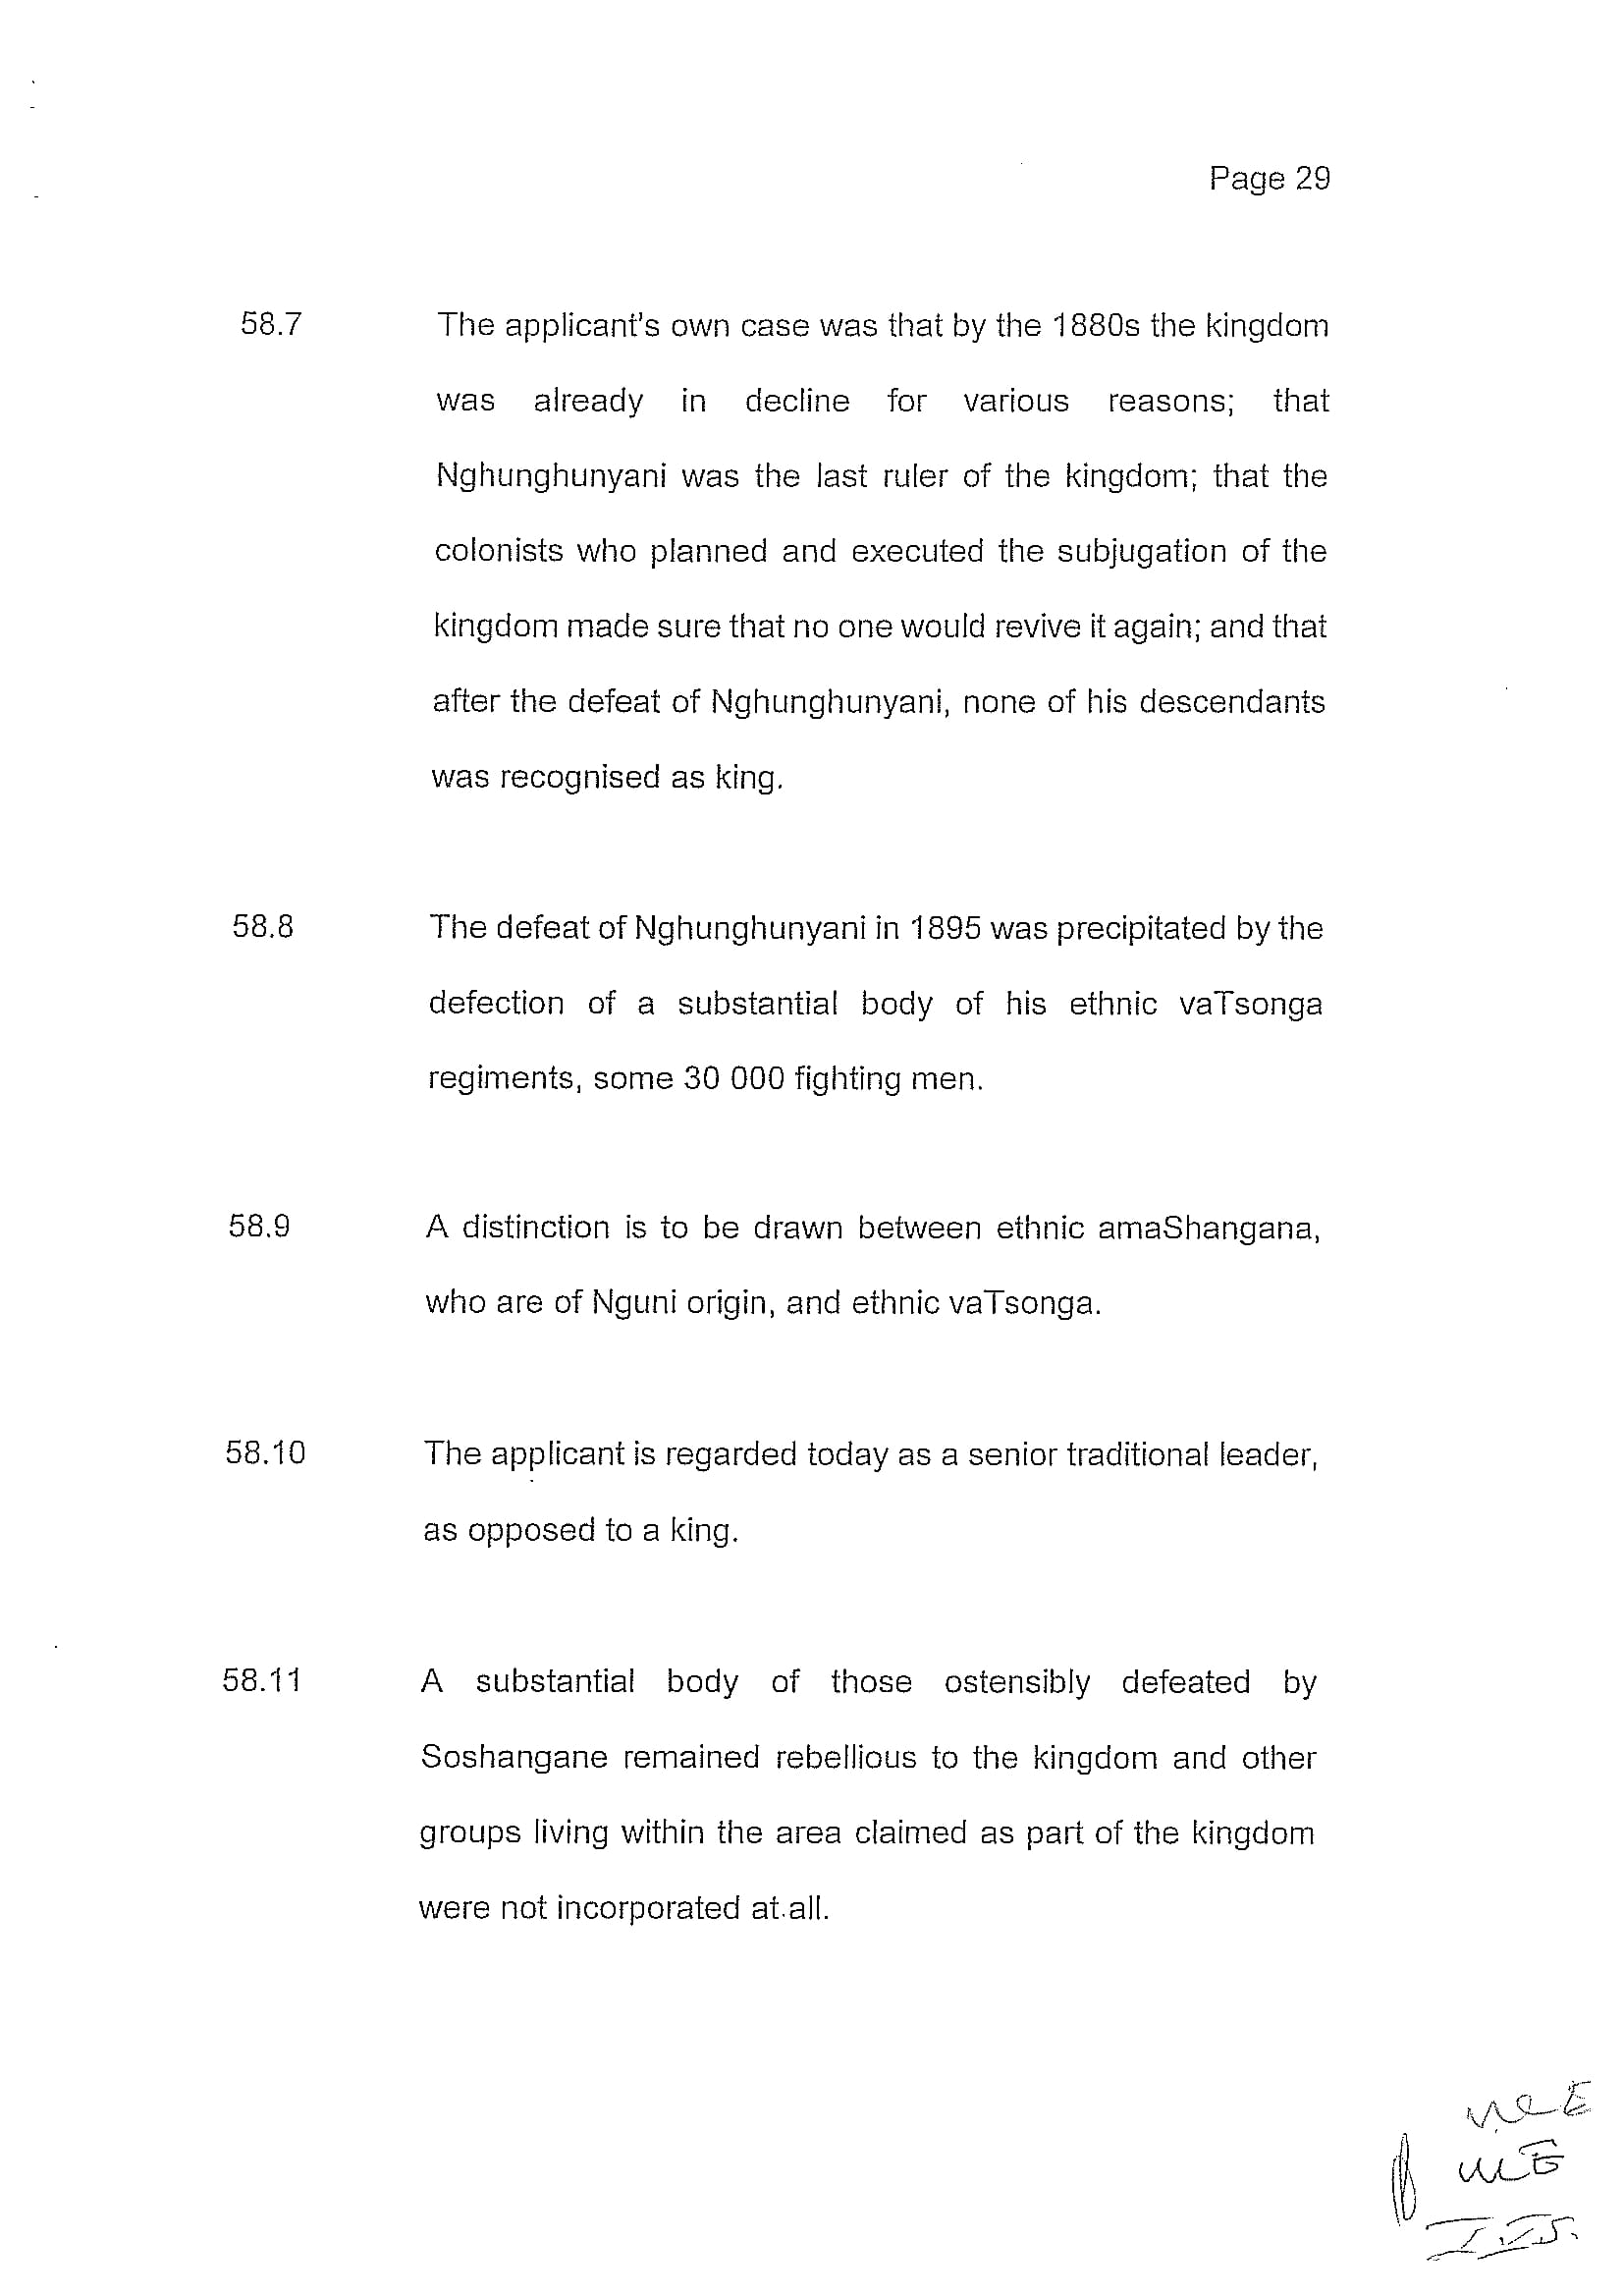 Page 29
58.7 The applicant's own case was that by the 1880s the kingdom
was already in decline for various reasons; that
Nghunghunyani was the last ruler of the kingdom; that the
colonists who planned and executed the subjugation of the
kingdom made sure that no one would revive it again; and that
after the defeat of Nghunghunyani, none of his descendants
was recognised as king.
58.8 The defeat of Nghunghunyani in 1895 was precipitated by the
defection of a substantial body of his ethnic vaTsonga
regiments, some 30 000 fighting men.
58.9 A distinction is to be drawn between ethnic amaShangana,
who are of Nguni origin, and ethnic vaTsonga.
58.10 The applicant is regarded today as a senior traditional leader,
as opposed to a king.
58.11 A substantial body of those ostensibly defeated by
Soshangane remained rebellious to the kingdom and other
groups living within the area claimed as part of the kingdom
were not incorporated at all.